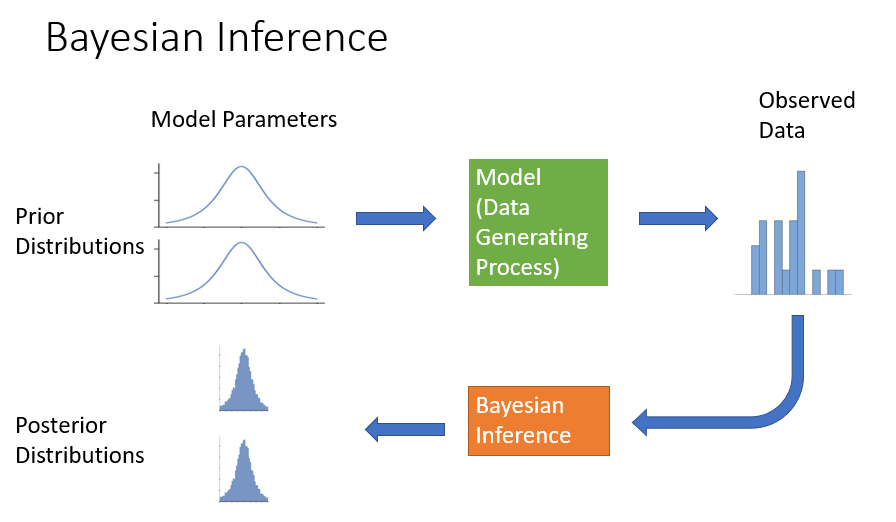 Bayesian Inference
Model Parameters
Observed
Data
Prior
Distributions
Model
(Data
Generating
Process)
Posterior
Distributions
Bayesian
Inference